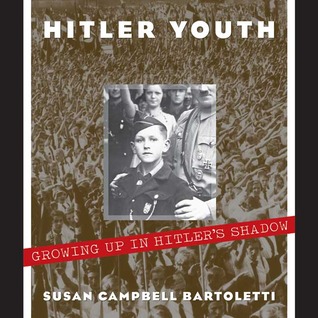 HITLER YOUTH
GROWING UP IN HITLER'S SHADOW
SUSAN CAMPBELL BARTOLETTI